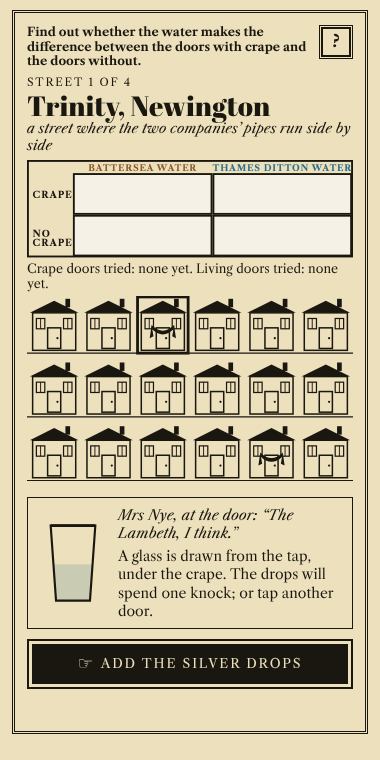 Find out whether the water makes the
difference between the doors with crape and
the doors without.
?
STREET 1 OF 4
Trinity, Newington
a street where the two companies' pipes run side by
side
BATTERSEA WATER THAMES DITTON WATER
CRAPE
NO
CRAPE
Crape doors tried: none yet. Living doors tried: none
yet.
Mrs Nye, at the door: “The
Lambeth, I think.”
A glass is drawn from the tap,
under the crape. The drops will
spend one knock; or tap another
door.
☞ ADD THE SILVER DROPS